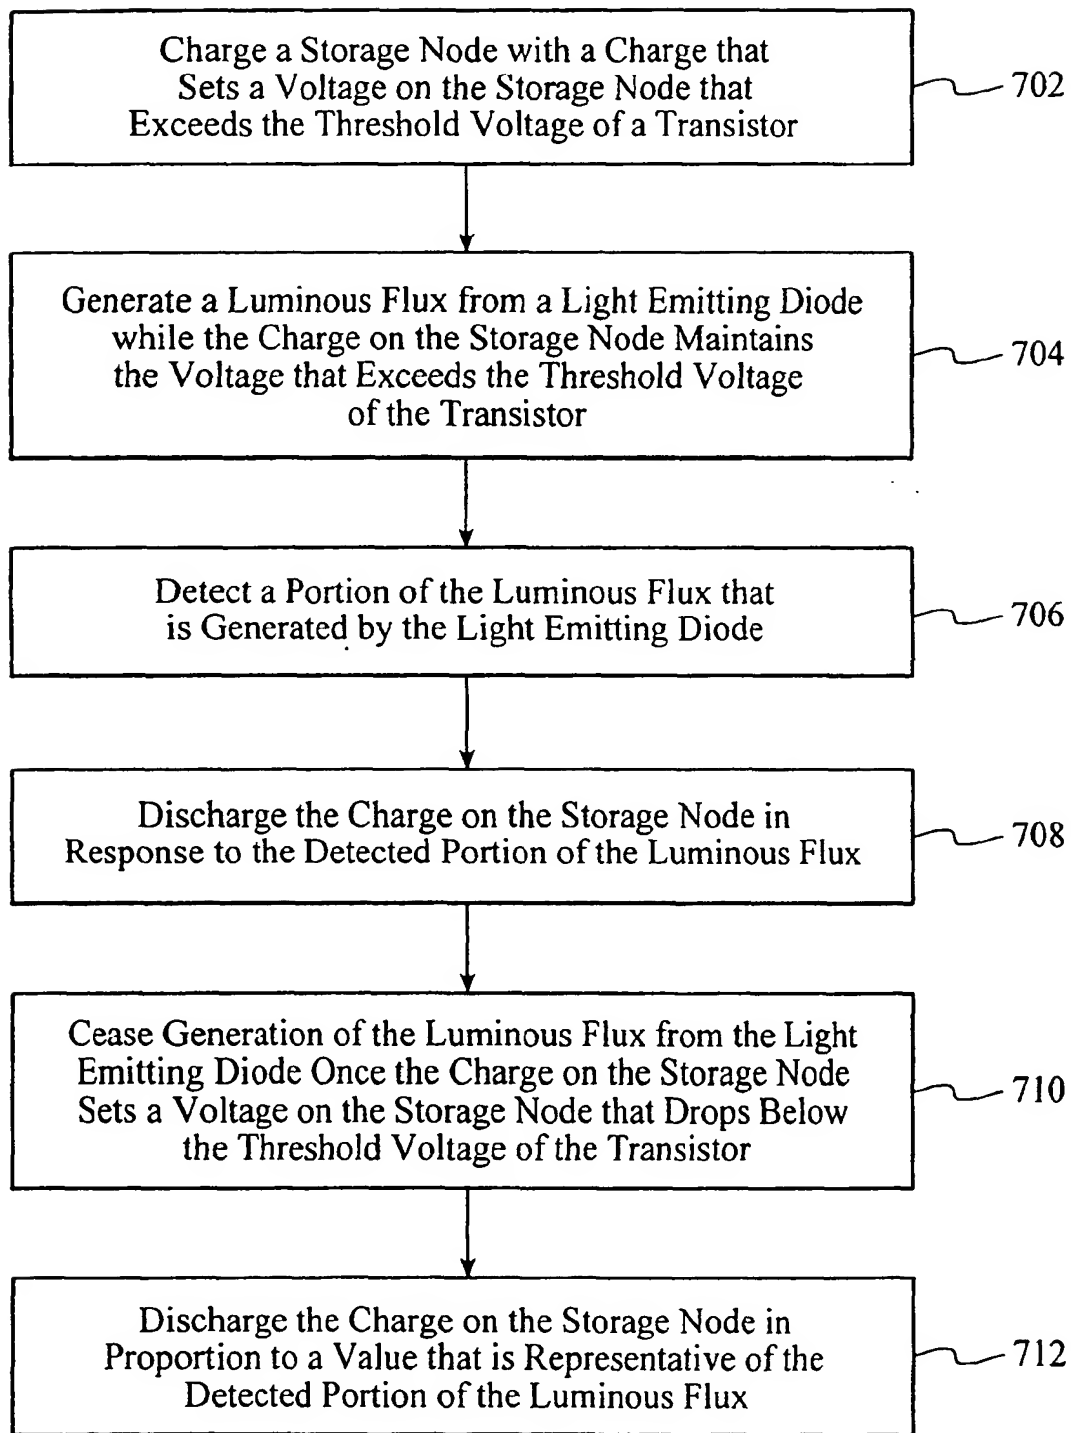 Charge a Storage Node with a Charge that
Sets a Voltage on the Storage Node that
Exceeds the Threshold Voltage of a Transistor
702
Generate a Luminous Flux from a Light Emitting Diode
while the Charge on the Storage Node Maintains
the Voltage that Exceeds the Threshold Voltage
of the Transistor
704
Detect a Portion of the Luminous Flux that
is Generated by the Light Emitting Diode
706
Discharge the Charge on the Storage Node in
Response to the Detected Portion of the Luminous Flux
708
Cease Generation of the Luminous Flux from the Light
Emitting Diode Once the Charge on the Storage Node
Sets a Voltage on the Storage Node that Drops Below
the Threshold Voltage of the Transistor
710
Discharge the Charge on the Storage Node in
Proportion to a Value that is Representative of the
Detected Portion of the Luminous Flux
712